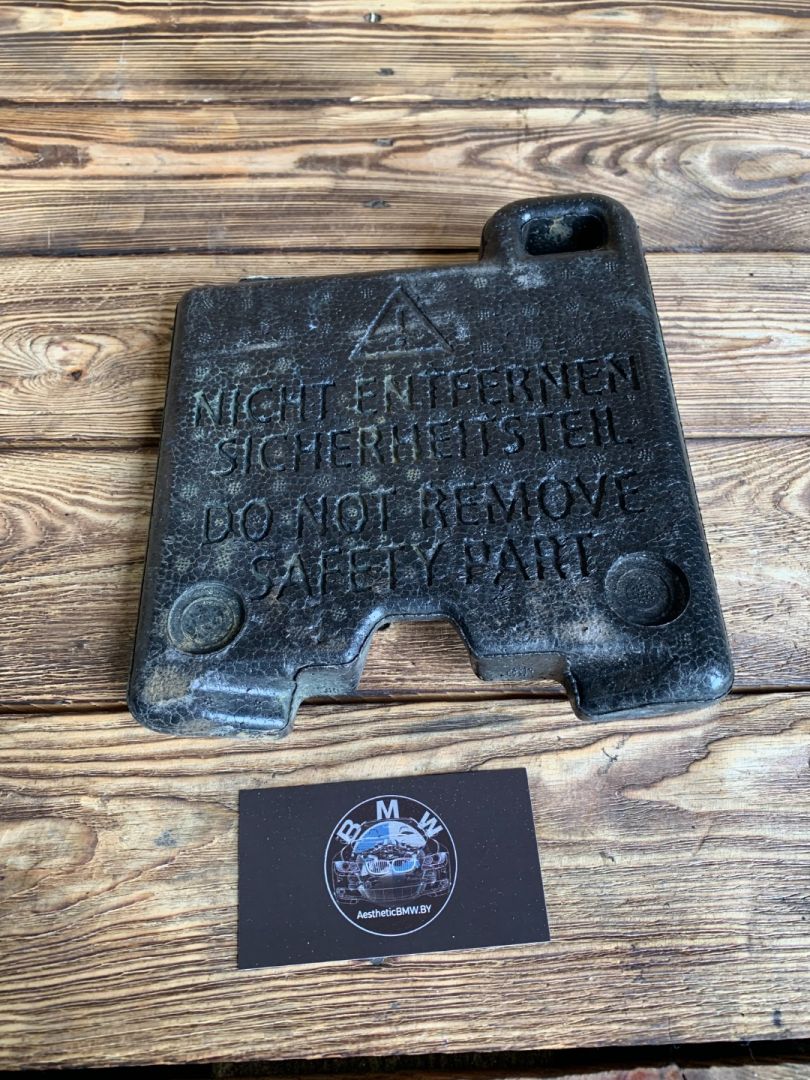 NICHT ENTFERNEN
SICHERHEITSTEIL
DO NOT REMOVE
SAFETY PART
BMW
AestheticBMW.BY